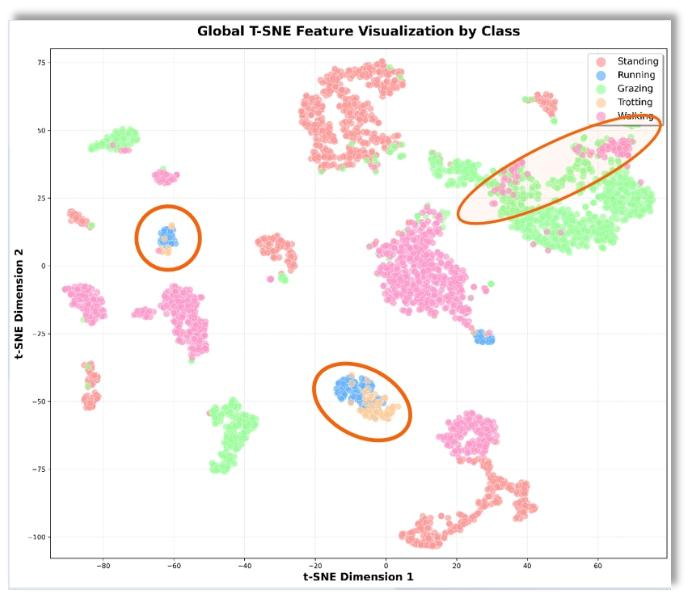 Global T-SNE Feature Visualization by Class
Standing
Running
Grazing
Trotting
Walking
t-SNE Dimension 2
75
50
25
0
−25
−50
−75
−100
−80
−60
−40
−20
0
20
40
60
t-SNE Dimension 1